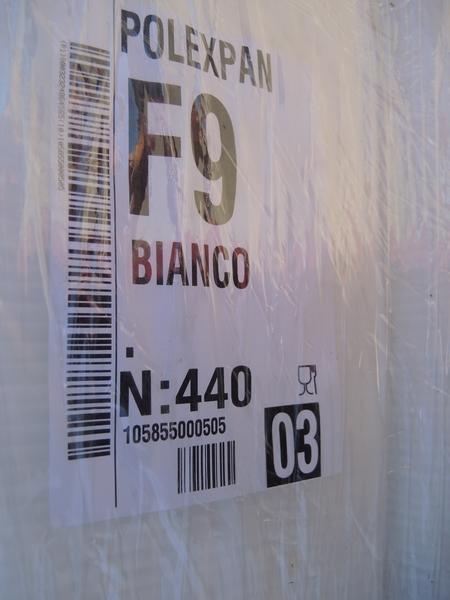 POLEXPAN
F9
BIANCO
.
N:440
105855000505
03